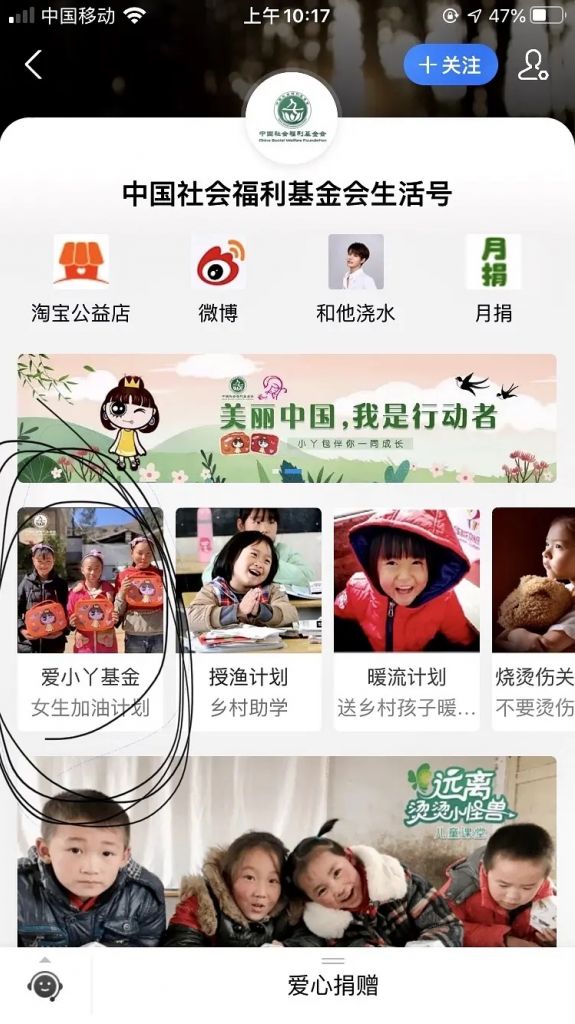 中国移动
上午10:17
47%
+关注
中国社会福利基金会
China Social Welfare Foundation
中国社会福利基金会生活号
淘宝公益店
微博
和他浇水
月捐
月捐
美丽中国,我是行动者
小丫包伴你一同成长
爱小丫基金
女生加油计划
授渔计划
乡村助学
暖流计划
送乡村孩子暖...
烧烫伤关
不要烫伤
远离
烫烫小怪兽
儿童课堂
爱心捐赠